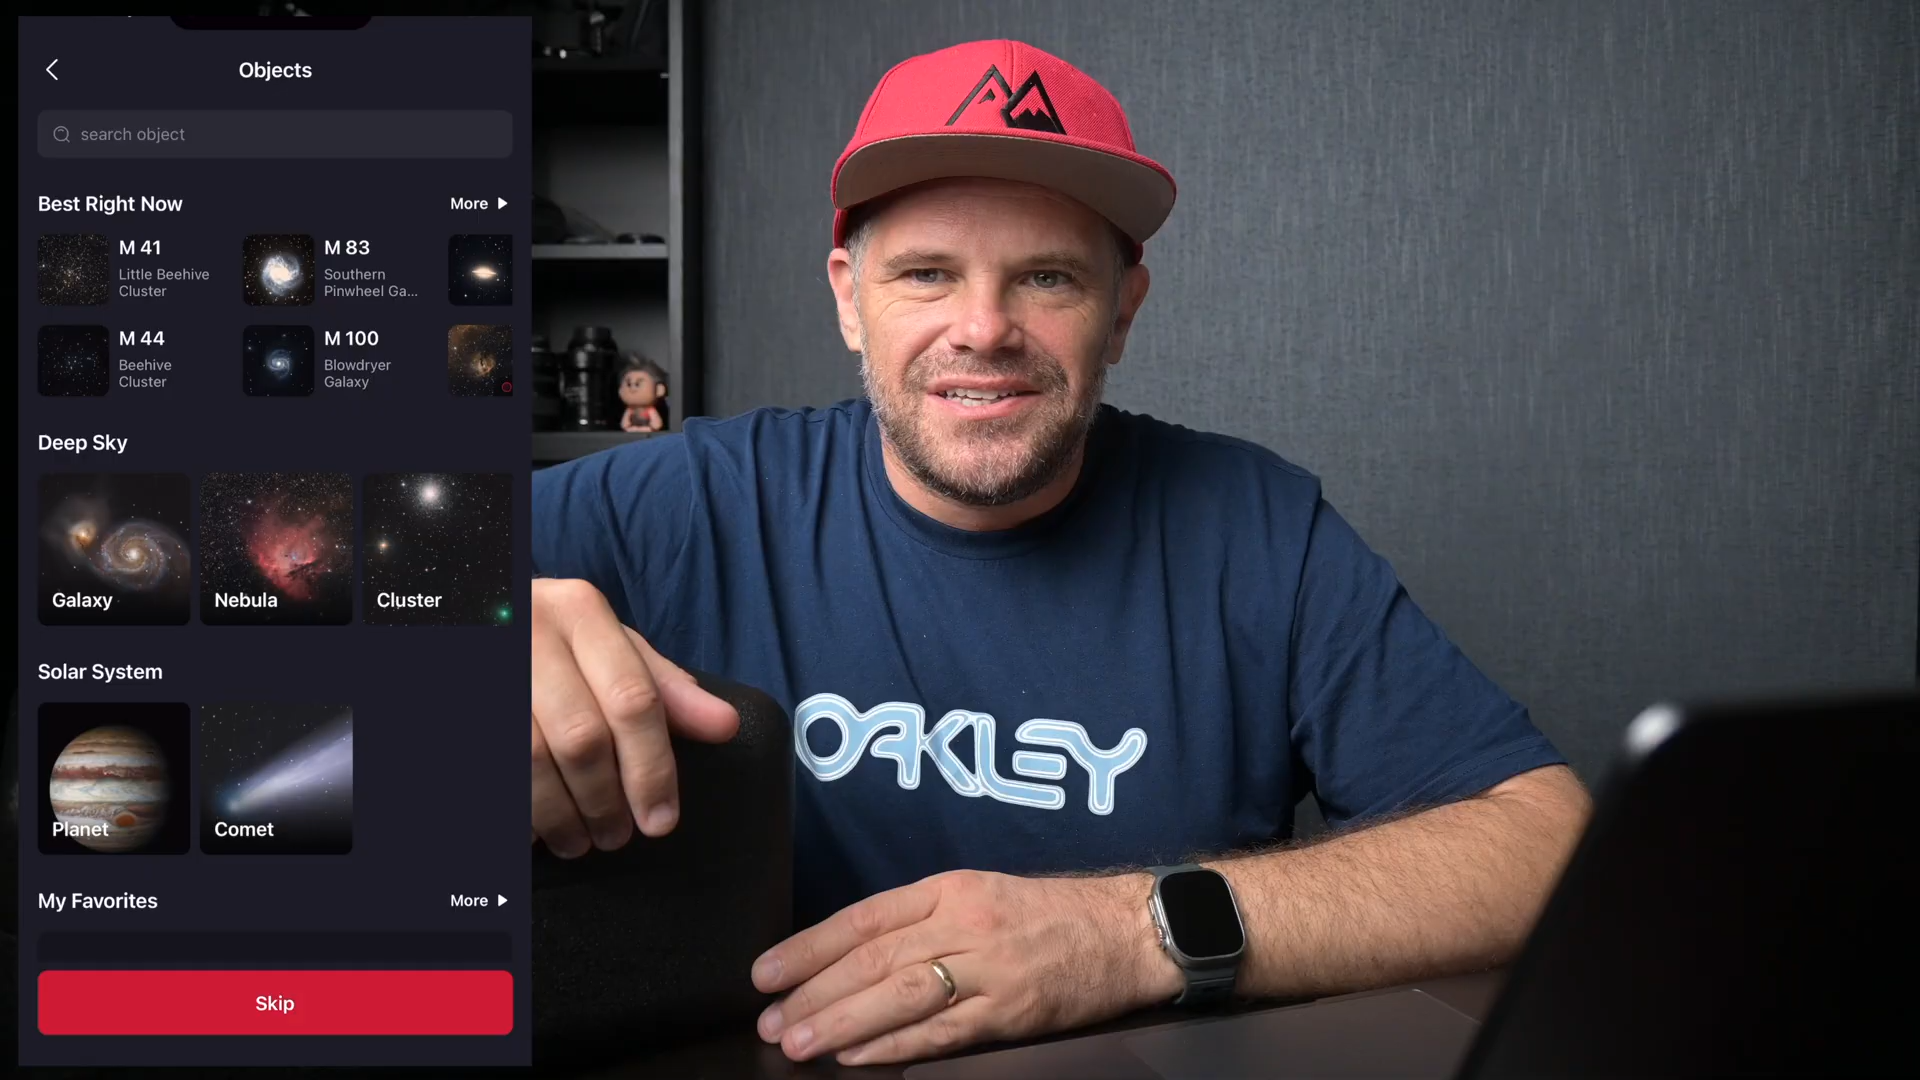 Objects
search object
Best Right Now
More
M 41
Little Beehive
Cluster
M 83
Southern
Pinwheel Ga...
M 44
Beehive
Cluster
M 100
Blowdryer
Galaxy
Deep Sky
Galaxy
Nebula
Cluster
Solar System
Planet
Comet
My Favorites
More
Skip
OAKLEY